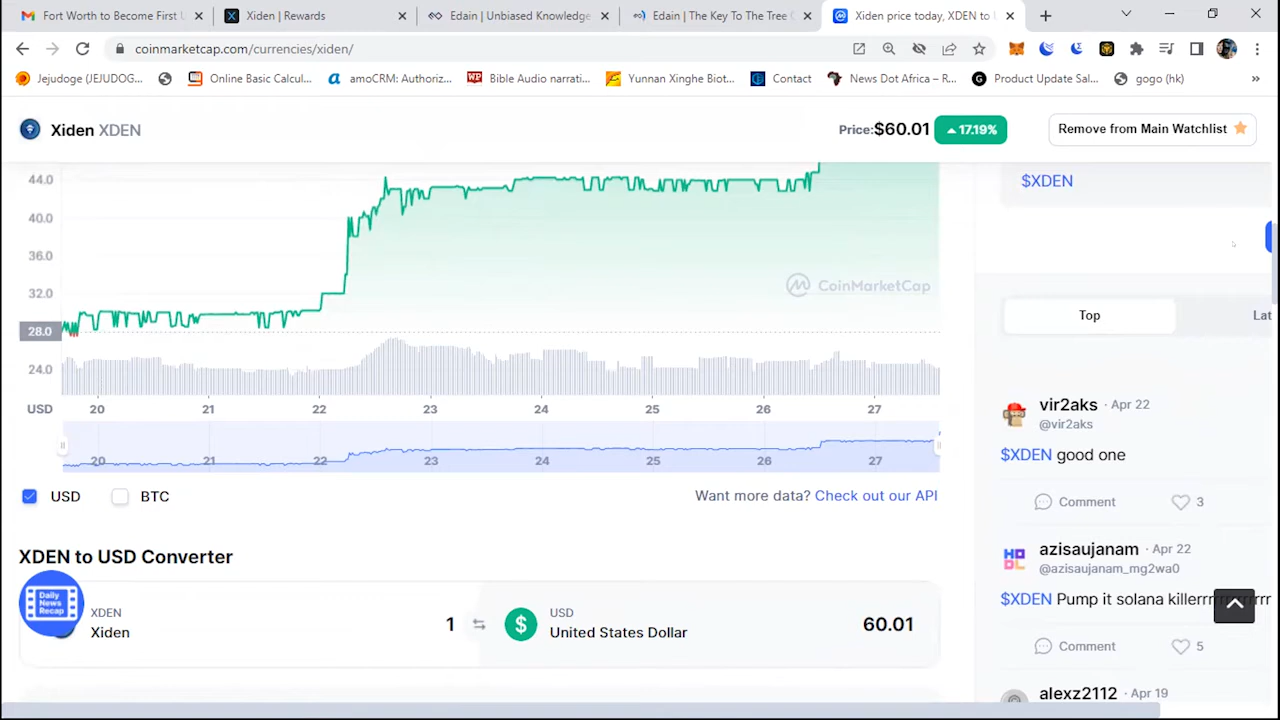 Fort Worth to Become First U
Xiden | Rewards
Edain | Unbiased Knowledge
Edain | The Key To The Tree O
Xiden price today, XDEN to U
coinmarketcap.com/currencies/xiden/
Jejudoge (JEJUDOG...
Online Basic Calcul...
amoCRM: Authoriz...
Bible Audio narrati...
Yunnan Xinghe Biot...
Contact
News Dot Africa – R...
Product Update Sal...
gogo (hk)
»
Xiden XDEN
Price:$60.01
17.19%
Remove from Main Watchlist
44.0
40.0
36.0
32.0
28.0
24.0
CoinMarketCap
USD 20 21 22 23 24 25 26 27
20 21 22 23 24 25 26 27
USD
BTC
Want more data? Check out our API
XDEN to USD Converter
Daily
News
Recap
XDEN
Xiden
1
USD
United States Dollar
60.01
$XDEN
Top
Lat
vir2aks · Apr 22
@vir2aks
$XDEN good one
Comment
3
HODL
azisaujanam · Apr 22
@azisaujanam_mg2wa0
$XDEN Pump it solana killerrrrrrrrrrrr
Comment
5
alexz2112 · Apr 19